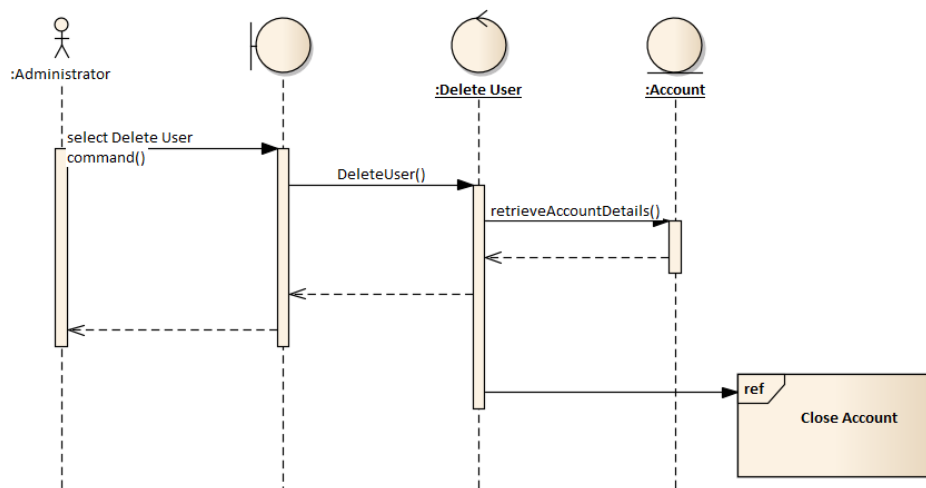 :Administrator
:Delete User
:Account
select Delete User
command()
DeleteUser()
retrieveAccountDetails()
ref
Close Account